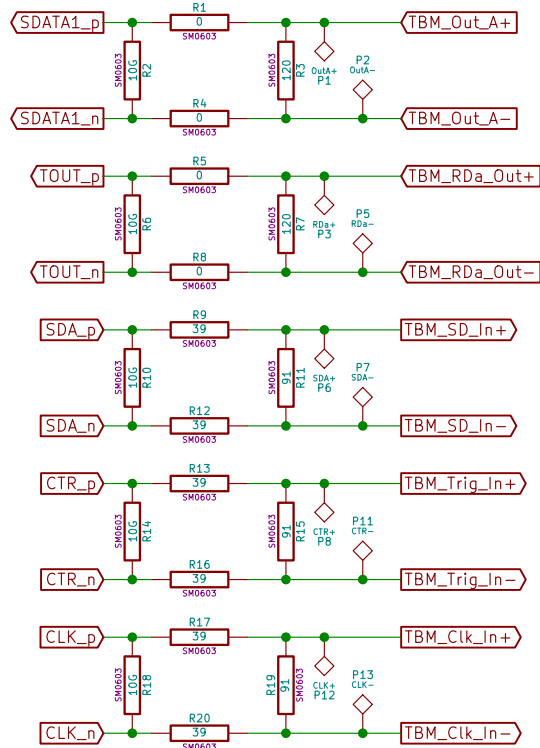 R1
SDATA1_p 0 TBM_Out_A+
SM0603
SM0603 10G R2 120 R3 SM0603 OutA+ P1 P2 OutA-
R4
SDATA1_n 0 TBM_Out_A-
SM0603
R5
TOUT_p 0 TBM_RDa_Out+
SM0603
SM0603 10G R6 SM0603 120 R7 RDa+ P3 P5 RDa-
R8
TOUT_n 0 TBM_RDa_Out-
SM0603
R9
SDA_p 39 TBM_SD_In+
SM0603
SM0603 10G R10 SM0603 91 R11 SDA+ P6 P7 SDA-
R12
SDA_n 39 TBM_SD_In-
SM0603
R13
CTR_p 39 TBM_Trig_In+
SM0603
SM0603 10G R14 SM0603 91 R15 CTR+ P8 P11 CTR-
R16
CTR_n 39 TBM_Trig_In-
SM0603
R17
CLK_p 39 TBM_Clk_In+
SM0603
SM0603 10G R18 R19 91 SM0603 CLK+ P12 P13 CLK-
R20
CLK_n 39 TBM_Clk_In-
SM0603